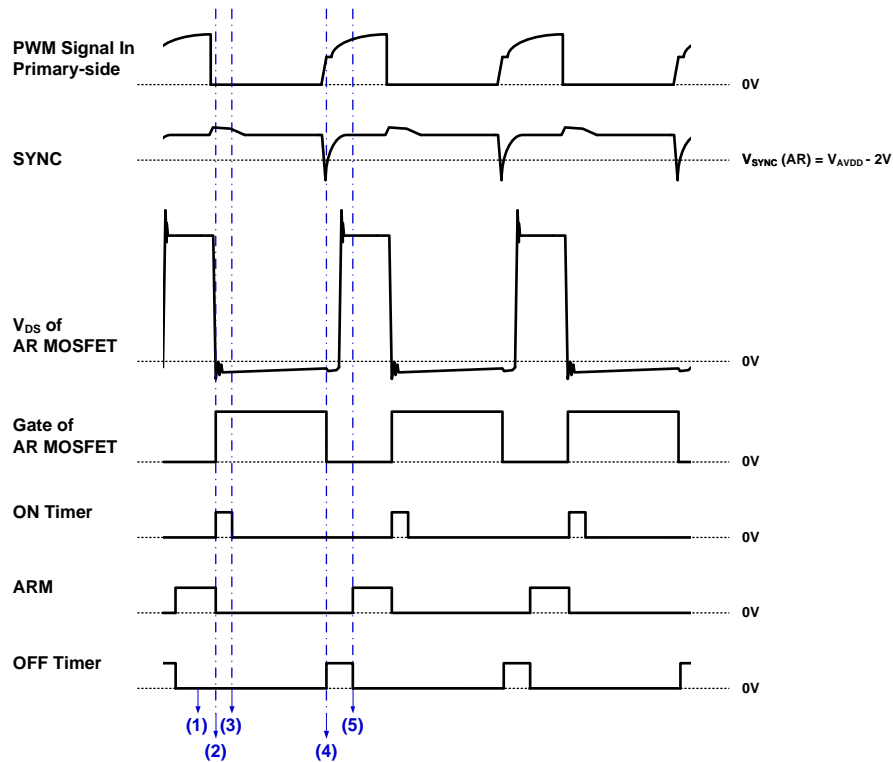 PWM Signal In
Primary-side
0V
SYNC
VSYNC (AR) = VAVDD - 2V
VDS of
AR MOSFET
0V
Gate of
AR MOSFET
0V
ON Timer
0V
ARM
0V
OFF Timer
0V
(1)
(2)
(3)
(4)
(5)